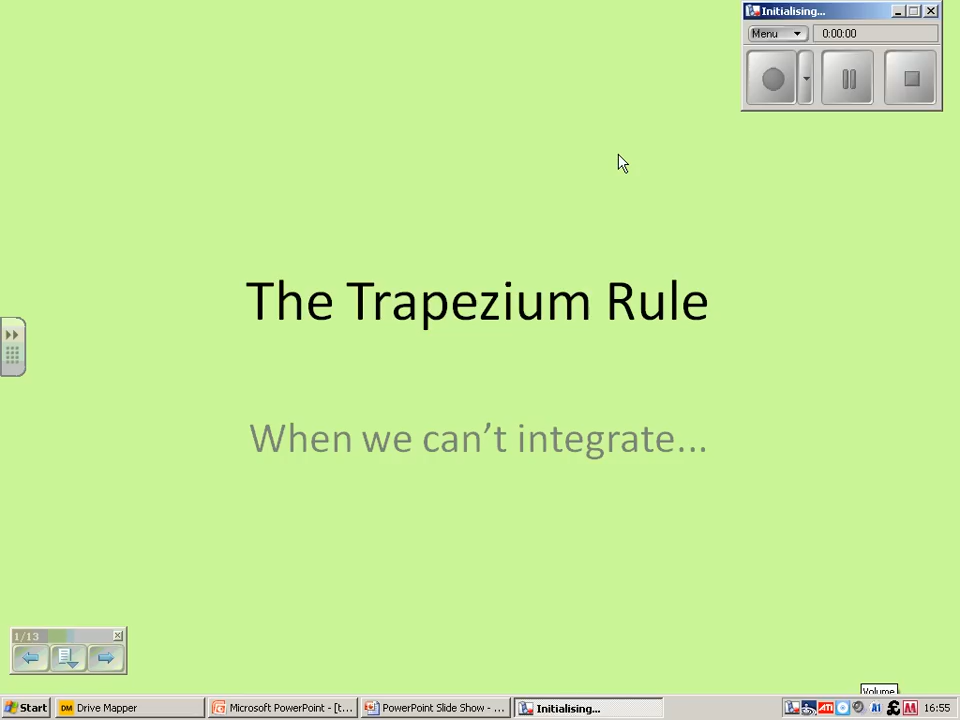 Initialising...
Menu
0:00:00
The Trapezium Rule
When we can't integrate...
1/13
Volume
Start
DM Drive Mapper
Microsoft PowerPoint - [t...
PowerPoint Slide Show - ...
Initialising...
16:55